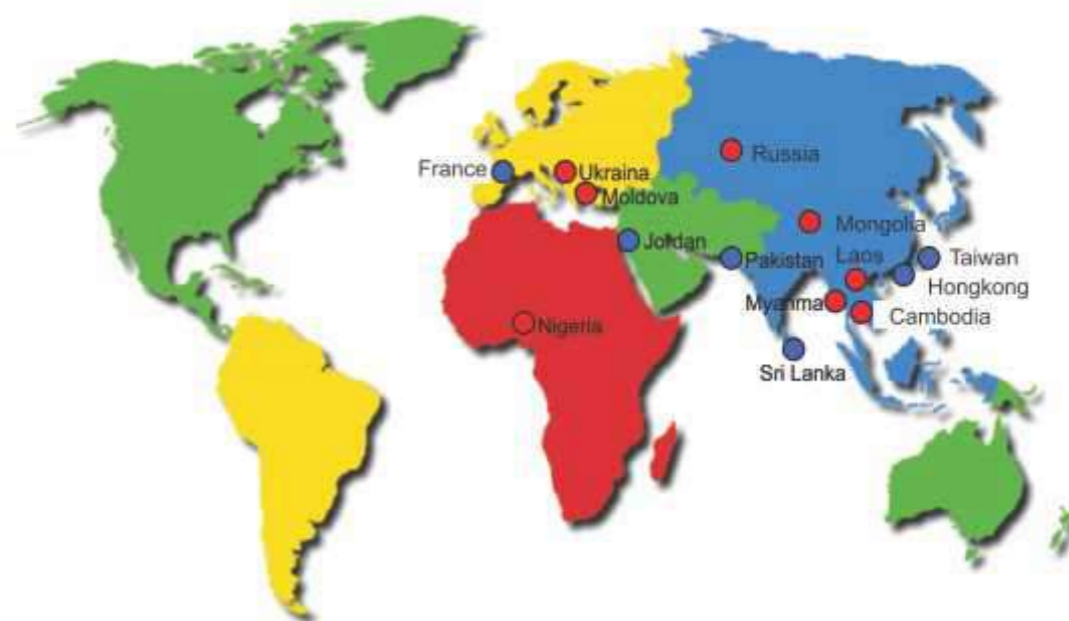 Russia
France
Ukraina
Moldova
Mongolia
Jordan
Laos
Pakistan
Taiwan
Hongkong
Myanma
Cambodia
Nigeria
Sri Lanka